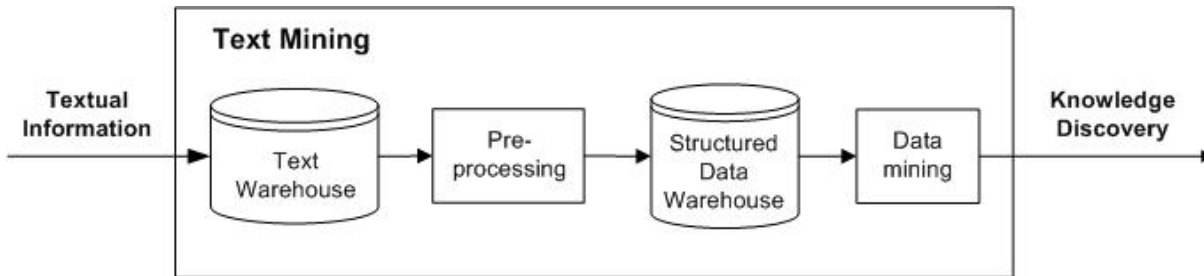 Text Mining
Textual
Information
Text
Warehouse
Pre-
processing
Structured
Data
Warehouse
Data
mining
Knowledge
Discovery